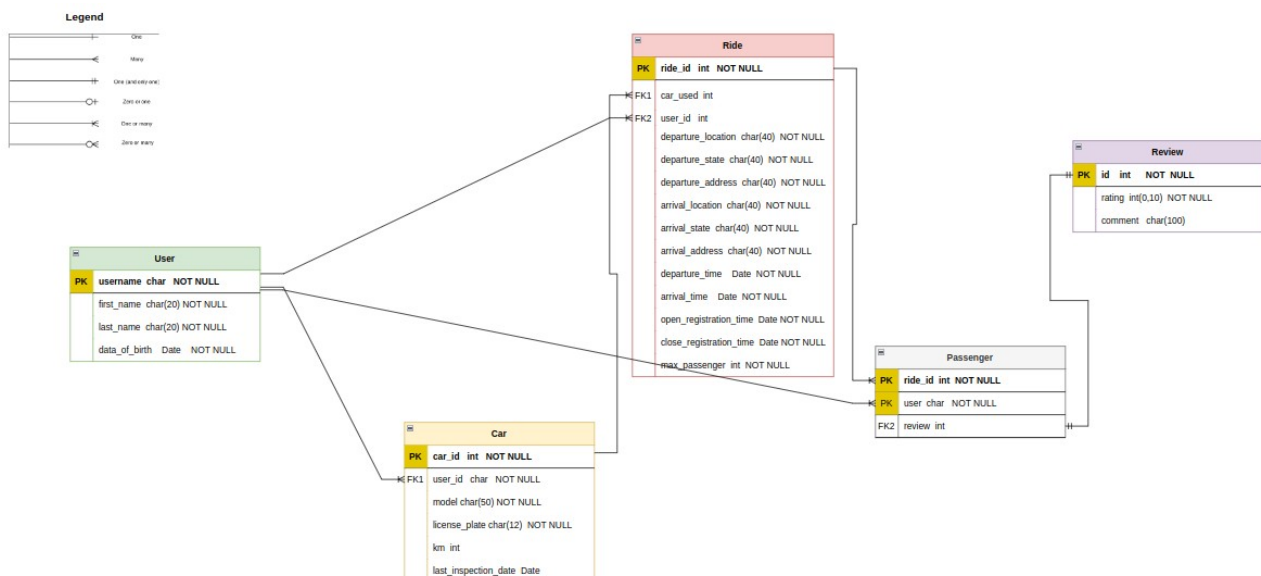 Legend
One
Many
One (and only one)
Zero or one
One or many
Zero or many
Ride
PK ride_id int NOT NULL
FK1 car_used int
FK2 user_id int
departure_location char(40) NOT NULL
departure_state char(40) NOT NULL
departure_address char(40) NOT NULL
arrival_location char(40) NOT NULL
arrival_state char(40) NOT NULL
arrival_address char(40) NOT NULL
departure_time Date NOT NULL
arrival_time Date NOT NULL
open_registration_time Date NOT NULL
close_registration_time Date NOT NULL
max_passenger int NOT NULL
Review
PK id int NOT NULL
rating int(0,10) NOT NULL
comment char(100)
User
PK username char NOT NULL
first_name char(20) NOT NULL
last_name char(20) NOT NULL
data_of_birth Date NOT NULL
Passenger
PK ride_id int NOT NULL
PK user char NOT NULL
FK2 review int
Car
PK car_id int NOT NULL
FK1 user_id char NOT NULL
model char(50) NOT NULL
license_plate char(12) NOT NULL
km int
last_inspection_date Date